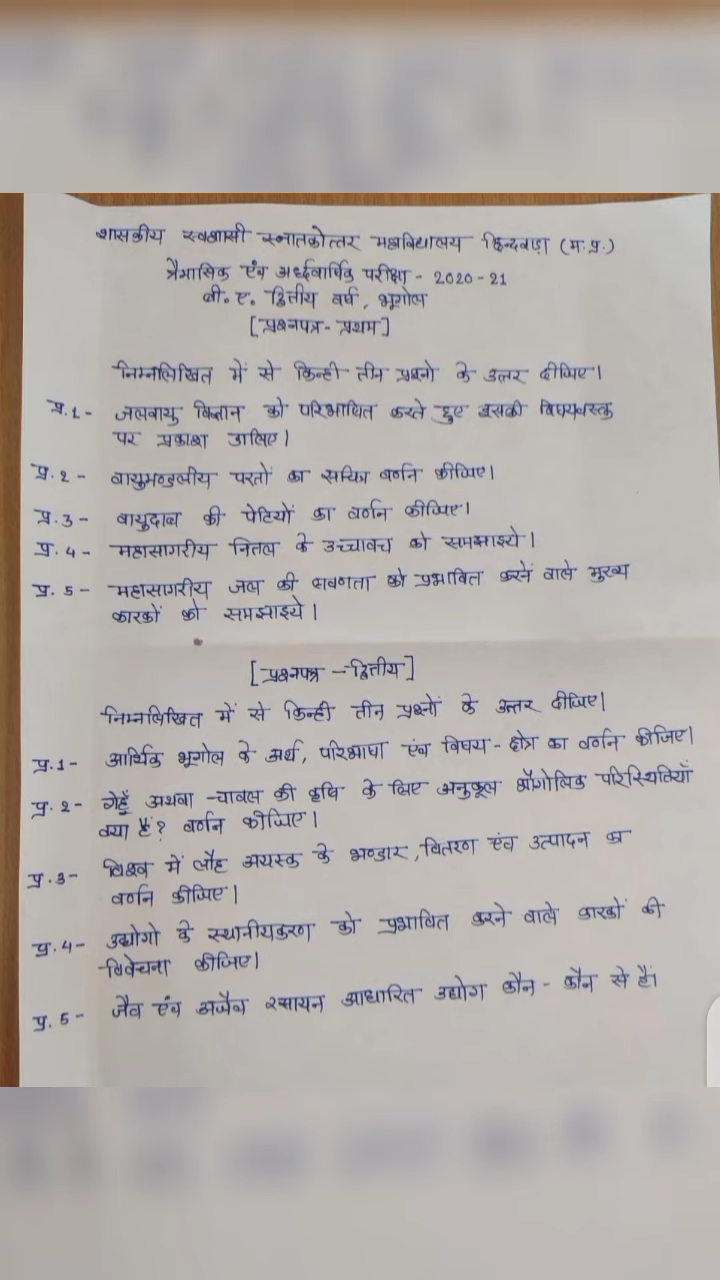 शासकीय स्वशासी स्नातकोत्तर महाविद्यालय छिन्दवाड़ा (म.प्र.)
त्रैमासिक एंव अर्ध्दवार्षिक परीक्षा - 2020-21
बी.ए. द्वितीय वर्ष, भूगोल
[प्रश्नपत्र- प्रथम]
निम्नलिखित में से किन्ही तीन प्रश्नो के उत्तर दीजिए।
प्र.1- जलवायु विज्ञान को परिभाषित करते हुए इसकी विषयवस्तु
पर प्रकाश डालिए।
प्र.2- वायुमण्डलीय परतों का सचित्र वर्णन कीजिए।
प्र.3- वायुदाब की पेटियों का वर्णन कीजिए।
प्र.4- महासागरीय नितल के उच्चावच को समझाइये।
प्र.5- महासागरीय जल की लवणता को प्रभावित करनें वाले मुख्य
कारकों को समझाइये।
[प्रश्नपत्र -द्वितीय]
निम्नलिखित में से किन्ही तीन प्रश्नों के उत्तर दीजिए।
प्र.1- आर्थिक भूगोल के अर्थ, परिभाषा एंव विषय-क्षेत्र का वर्णन कीजिए।
प्र.2- गेहूँ अथवा चावल की कृषि के लिए अनुकूल भौगोलिक परिस्थितियाँ
क्या हैं? वर्णन कीजिए।
प्र.3- विश्व में लौह अयस्क के भण्डार, वितरण एंव उत्पादन का
वर्णन कीजिए।
प्र.4- उद्योगो के स्थानीयकरण को प्रभावित करने वाले कारकों की
विवेचना कीजिए।
प्र.5- जैव एंव अजैव रसायन आधारित उद्योग कौन-कौन से हैं।